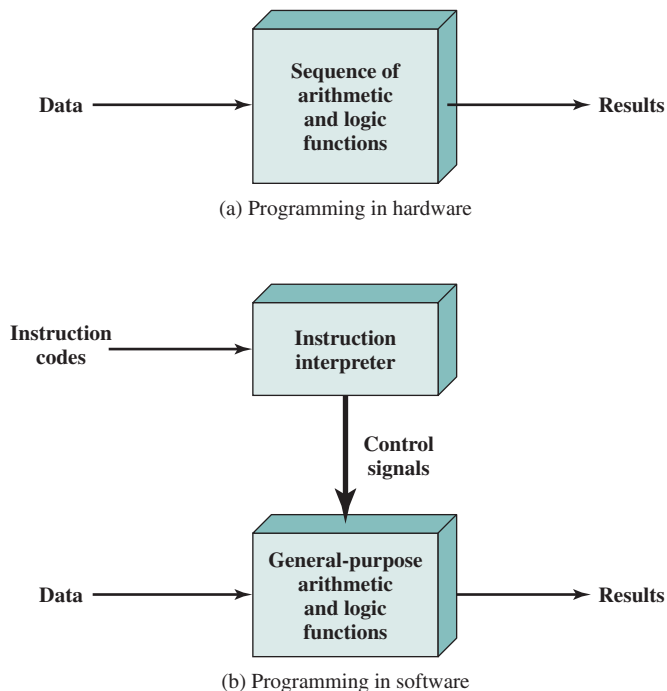 Data
Sequence of
arithmetic
and logic
functions
Results
(a) Programming in hardware
Instruction
codes
Instruction
interpreter
Control
signals
Data
General-purpose
arithmetic
and logic
functions
Results
(b) Programming in software